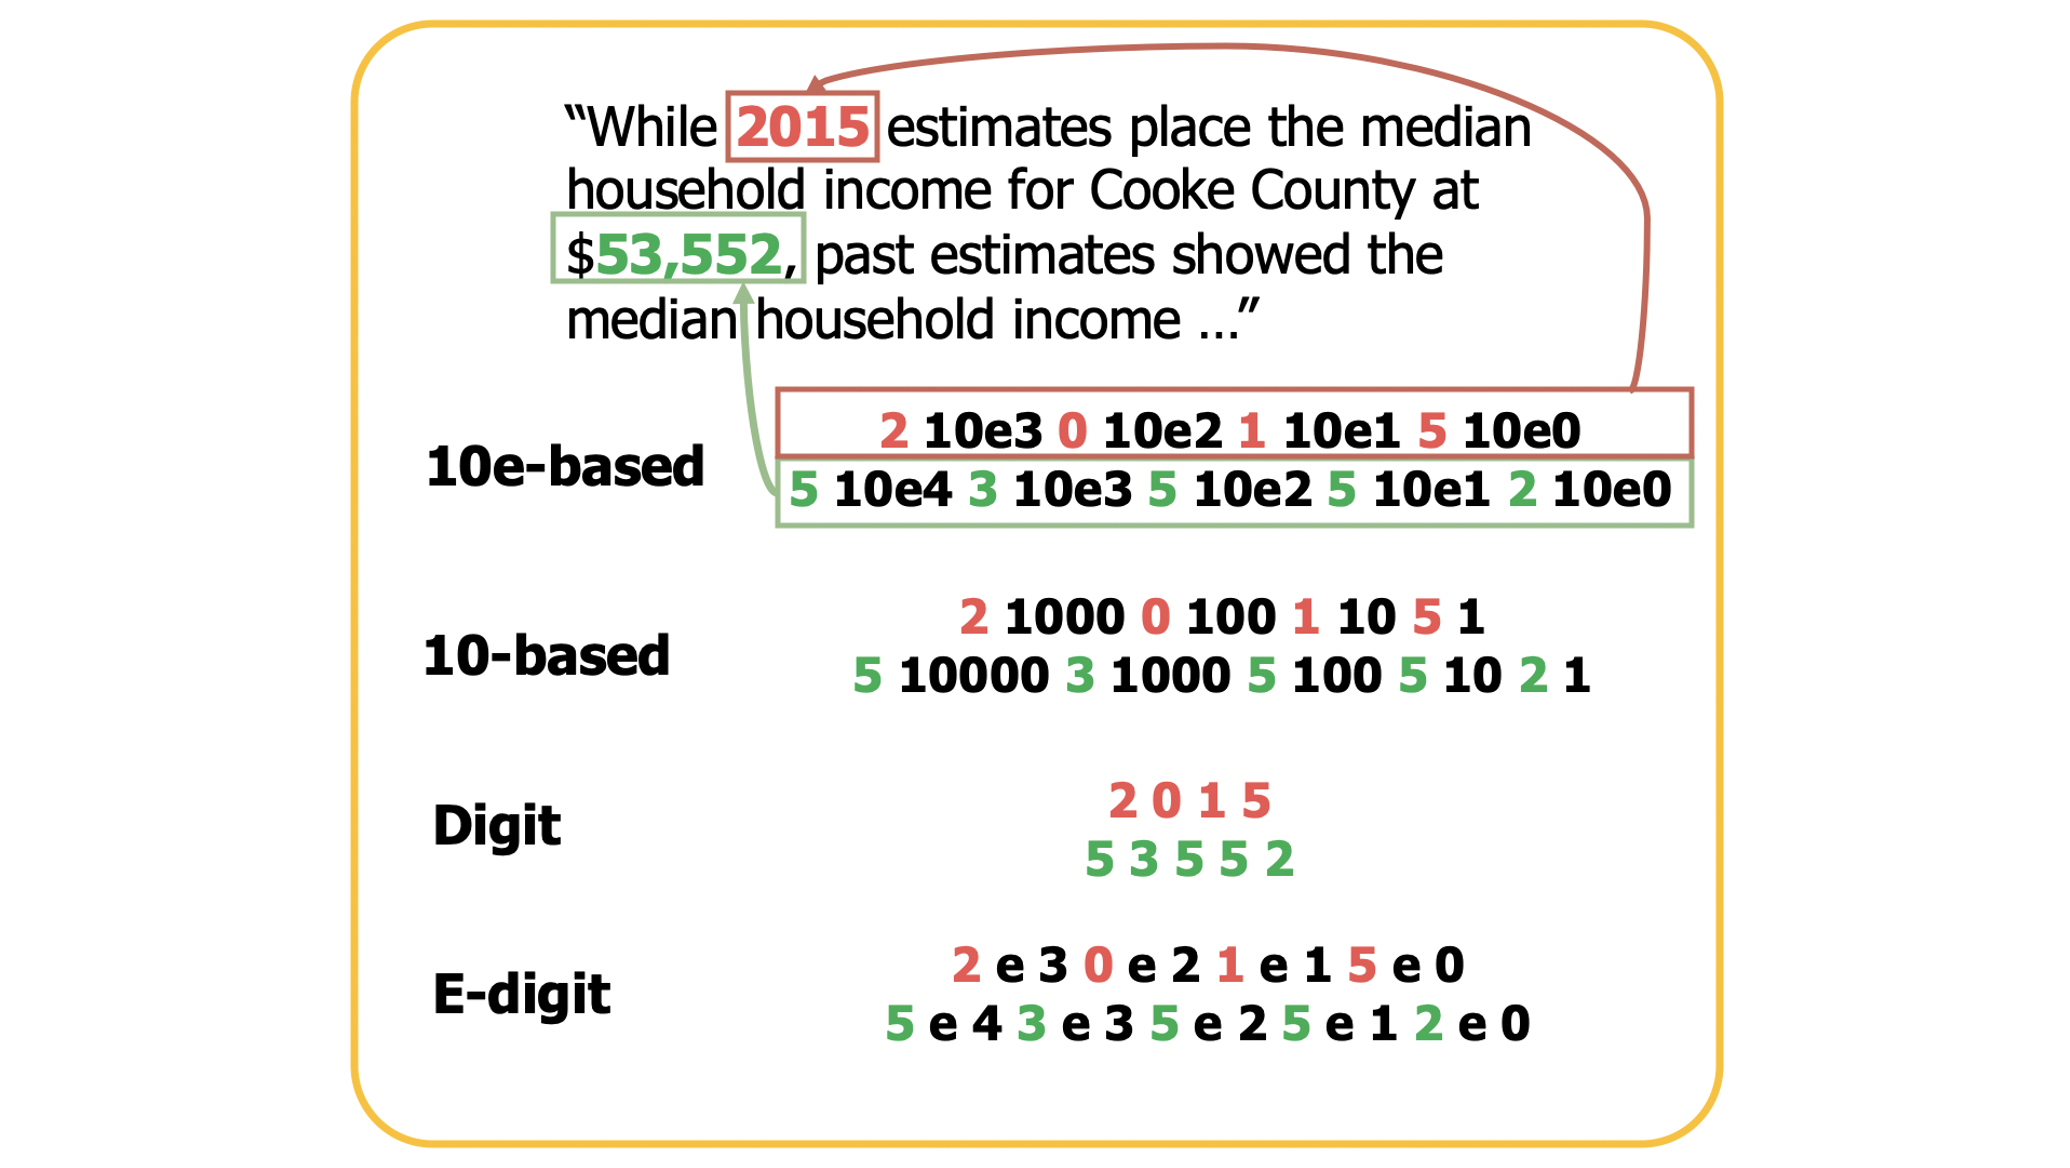 “While 2015 estimates place the median
household income for Cooke County at
$53,552, past estimates showed the
median household income ...”
10e-based
2 10e3 0 10e2 1 10e1 5 10e0
5 10e4 3 10e3 5 10e2 5 10e1 2 10e0
10-based
2 1000 0 100 1 10 5 1
5 10000 3 1000 5 100 5 10 2 1
Digit
2 0 1 5
5 3 5 5 2
E-digit
2 e 3 0 e 2 1 e 1 5 e 0
5 e 4 3 e 3 5 e 2 5 e 1 2 e 0